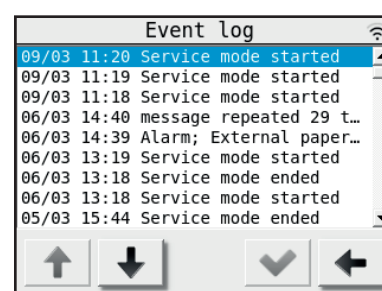 Event log
09/03 11:20 Service mode started
09/03 11:19 Service mode started
09/03 11:18 Service mode started
06/03 14:40 message repeated 29 t…
06/03 14:39 Alarm; External paper…
06/03 13:19 Service mode started
06/03 13:18 Service mode ended
06/03 13:18 Service mode started
05/03 15:44 Service mode ended